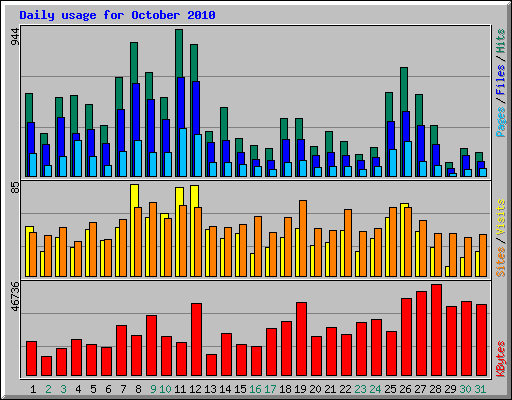 Daily usage for October 2010
944
Pages / Files / Hits
85
Sites / Visits
46736
KBytes
1 2 3 4 5 6 7 8 9 10 11 12 13 14 15 16 17 18 19 20 21 22 23 24 25 26 27 28 29 30 31